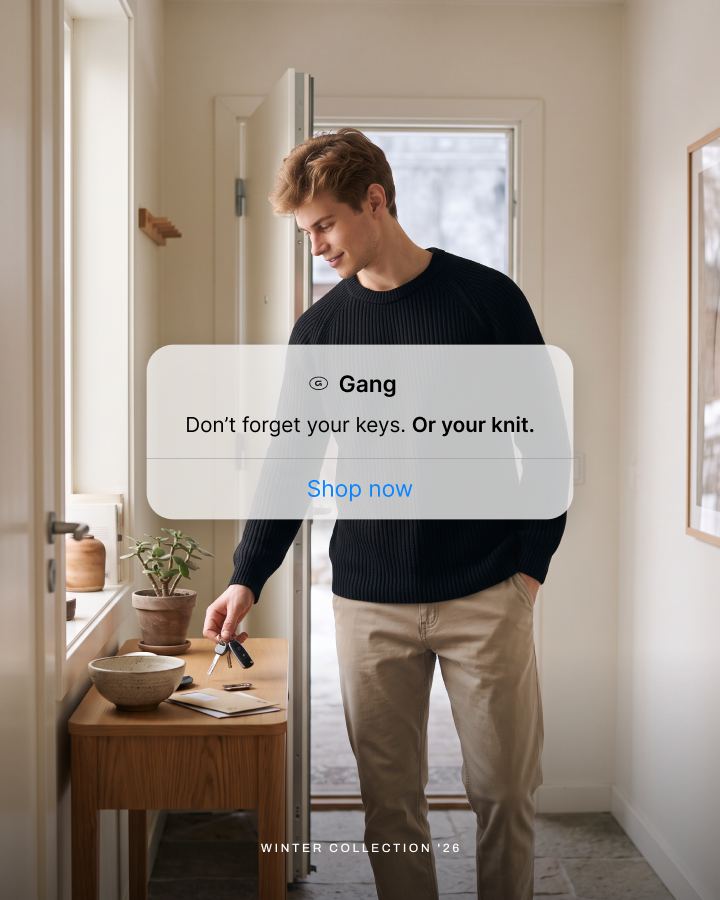 G Gang
Don’t forget your keys. Or your knit.
Shop now
WINTER COLLECTION '26